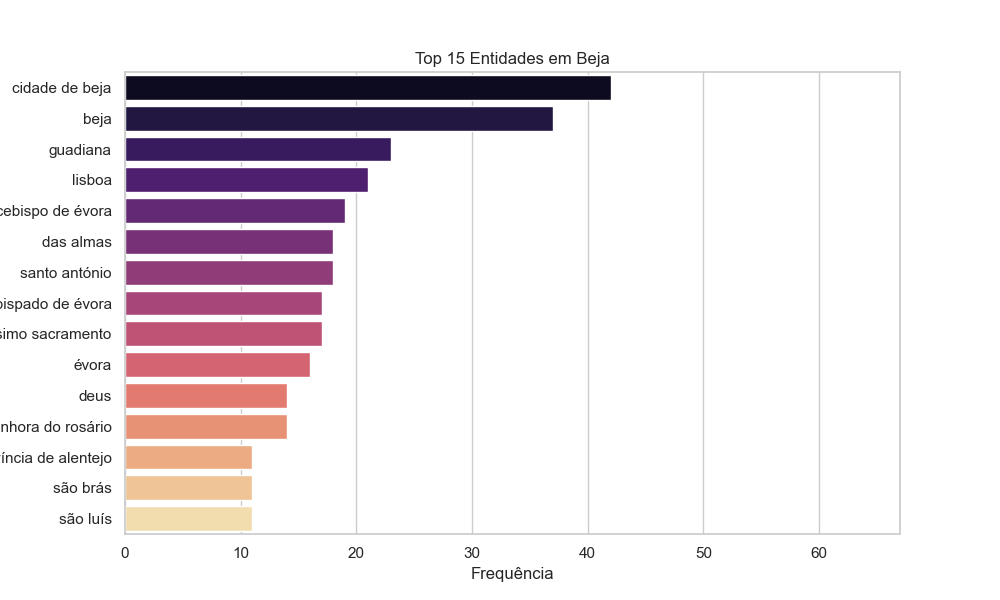 Top 15 Entidades em Beja
cidade de beja
beja
guadiana
lisboa
cebispo de évora
das almas
santo antónio
bispado de évora
simo sacramento
évora
deus
nhora do rosário
íncia de alentejo
são brás
são luís
0 10 20 30 40 50 60
Frequência